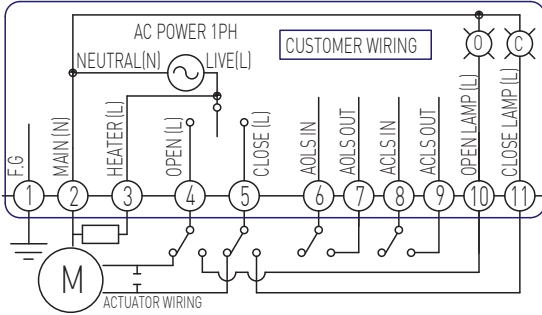 AC POWER 1PH
CUSTOMER WIRING
O
C
NEUTRAL(N)
LIVE(L)
F.G
MAIN (N)
HEATER (L)
OPEN (L)
CLOSE (L)
AOLS IN
AOLS OUT
ACLS IN
ACLS OUT
OPEN LAMP (L)
CLOSE LAMP (L)
1
2
3
4
5
6
7
8
9
10
11
M
ACTUATOR WIRING